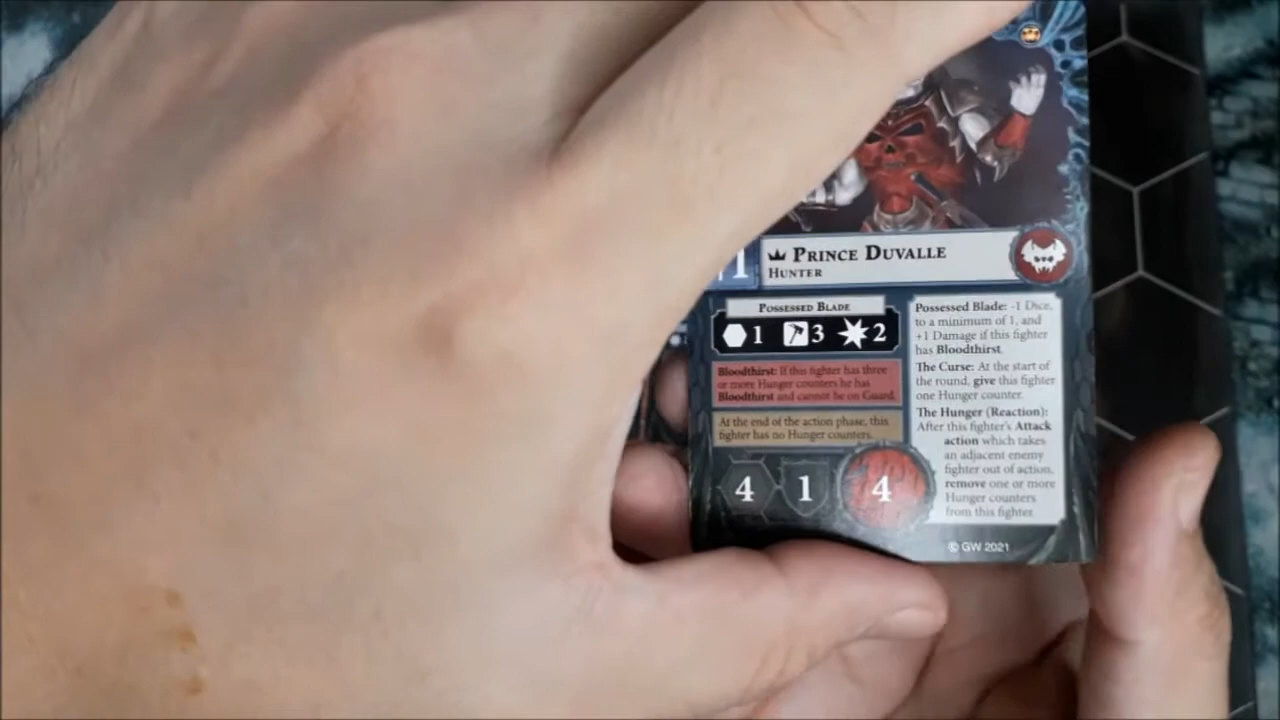 1
PRINCE DUVALLE
HUNTER
POSSESSED BLADE
1 3 2
Bloodthirst: If this fighter has three
or more Hunger counters he has
Bloodthirst and cannot be on Guard.
At the end of the action phase, this
fighter has no Hunger counters.
4 1 4
Possessed Blade: -1 Dice,
to a minimum of 1, and
+1 Damage if this fighter
has Bloodthirst.
The Curse: At the start of
the round, give this fighter
one Hunger counter.
The Hunger (Reaction):
After this fighter's Attack
action which takes
an adjacent enemy
fighter out of action,
remove one or more
Hunger counters
from this fighter.
© GW 2021